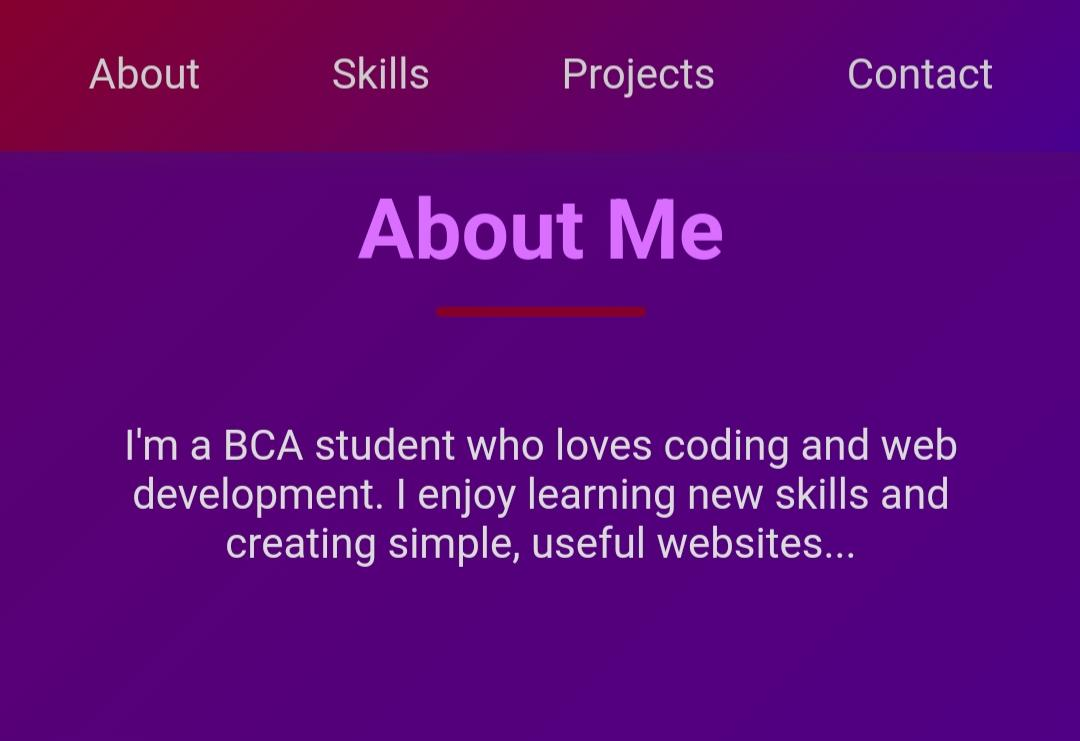 About Skills Projects Contact
About Me
I'm a BCA student who loves coding and web
development. I enjoy learning new skills and
creating simple, useful websites...